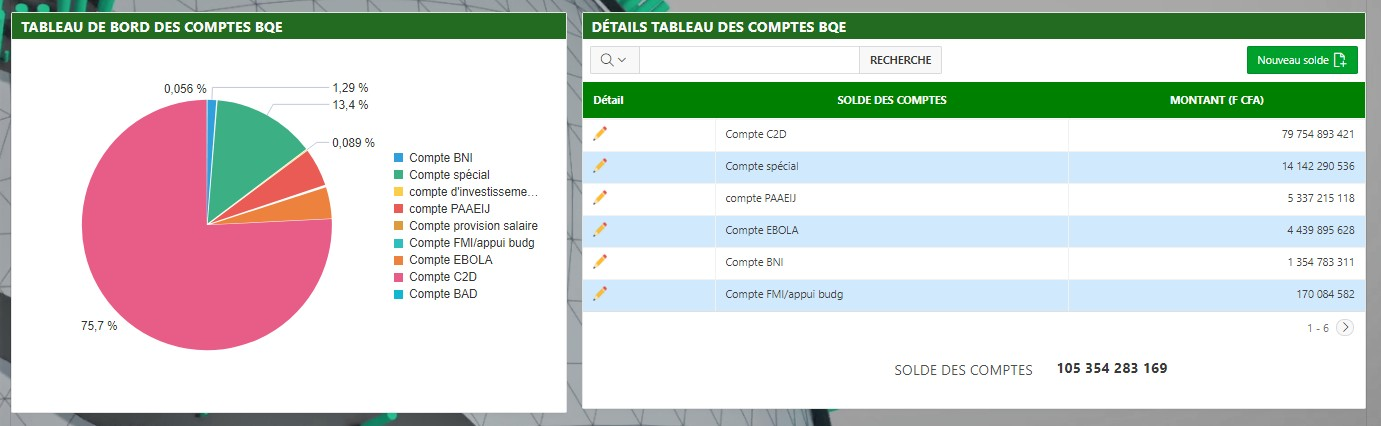 TABLEAU DE BORD DES COMPTES BQE
0,056 %
1,29 %
13,4 %
0,089 %
75,7 %
Compte BNI
Compte spécial
compte d'investisseme...
compte PAAEIJ
Compte provision salaire
Compte FMI/appui budg
Compte EBOLA
Compte C2D
Compte BAD
DÉTAILS TABLEAU DES COMPTES BQE
RECHERCHE
Nouveau solde
Détail SOLDE DES COMPTES MONTANT (F CFA)
Compte C2D 79 754 893 421
Compte spécial 14 142 290 536
compte PAAEIJ 5 337 215 118
Compte EBOLA 4 439 895 628
Compte BNI 1 354 783 311
Compte FMI/appui budg 170 084 582
1 - 6
SOLDE DES COMPTES 105 354 283 169